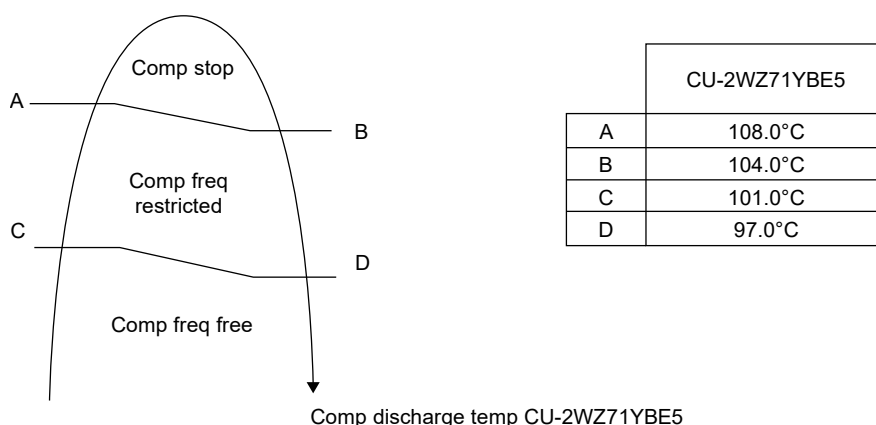 Comp stop
A
B
Comp freq
restricted
C
D
Comp freq free
Comp discharge temp CU-2WZ71YBE5
CU-2WZ71YBE5
A 108.0°C
B 104.0°C
C 101.0°C
D 97.0°C